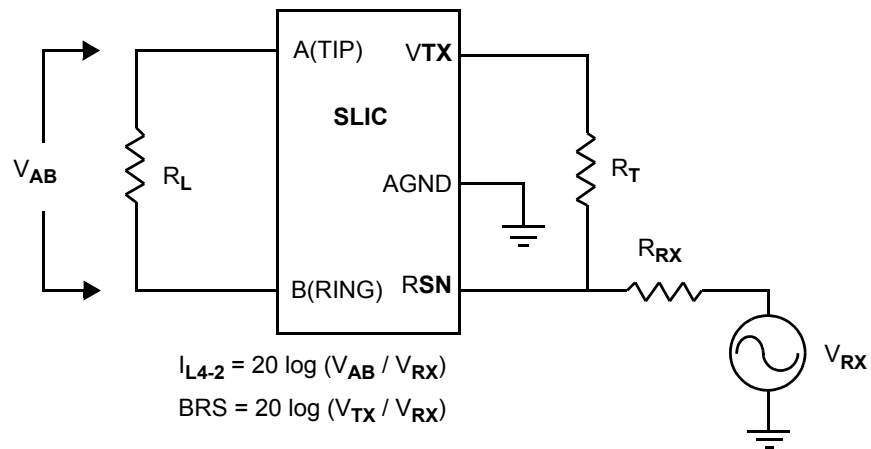 A(TIP)
VTX
SLIC
VAB
RL
AGND
RT
RRX
B(RING)
RSN
VRX
IL4-2 = 20 log (VAB / VRX)
BRS = 20 log (VTX / VRX)